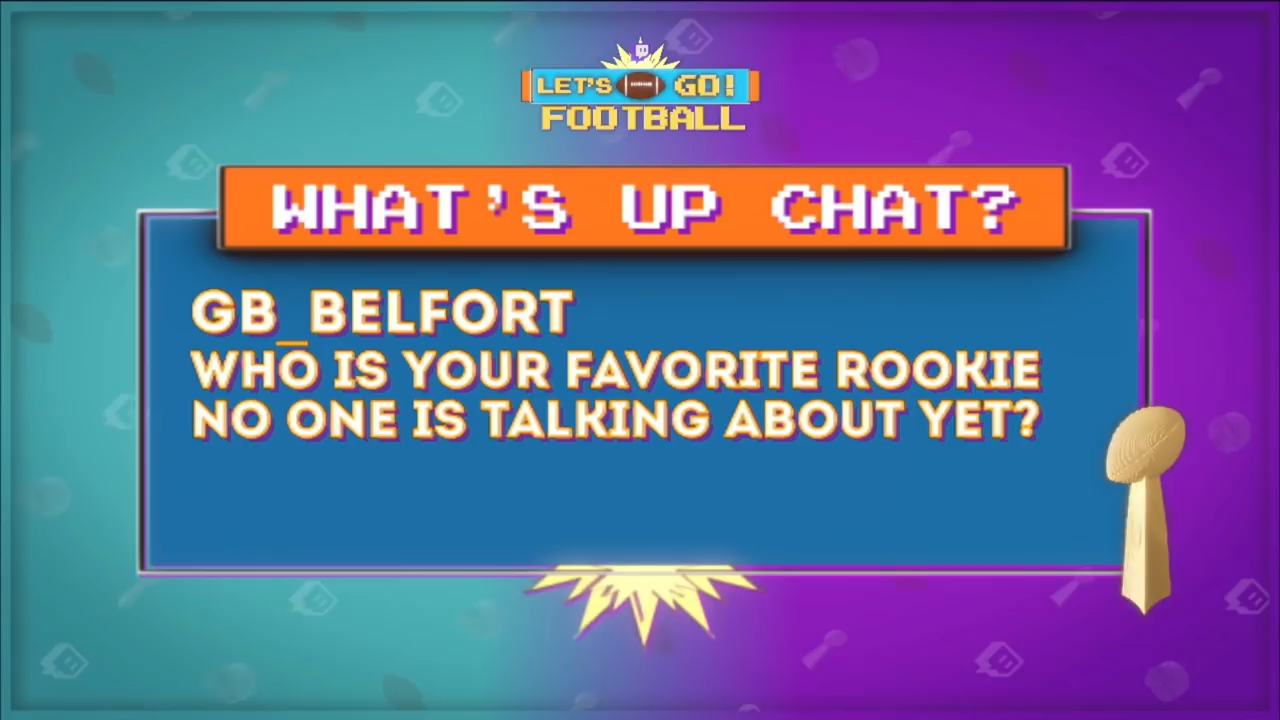 LET'S GO!
FOOTBALL
WHAT'S UP CHAT?
GB_BELFORT
WHO IS YOUR FAVORITE ROOKIE
NO ONE IS TALKING ABOUT YET?